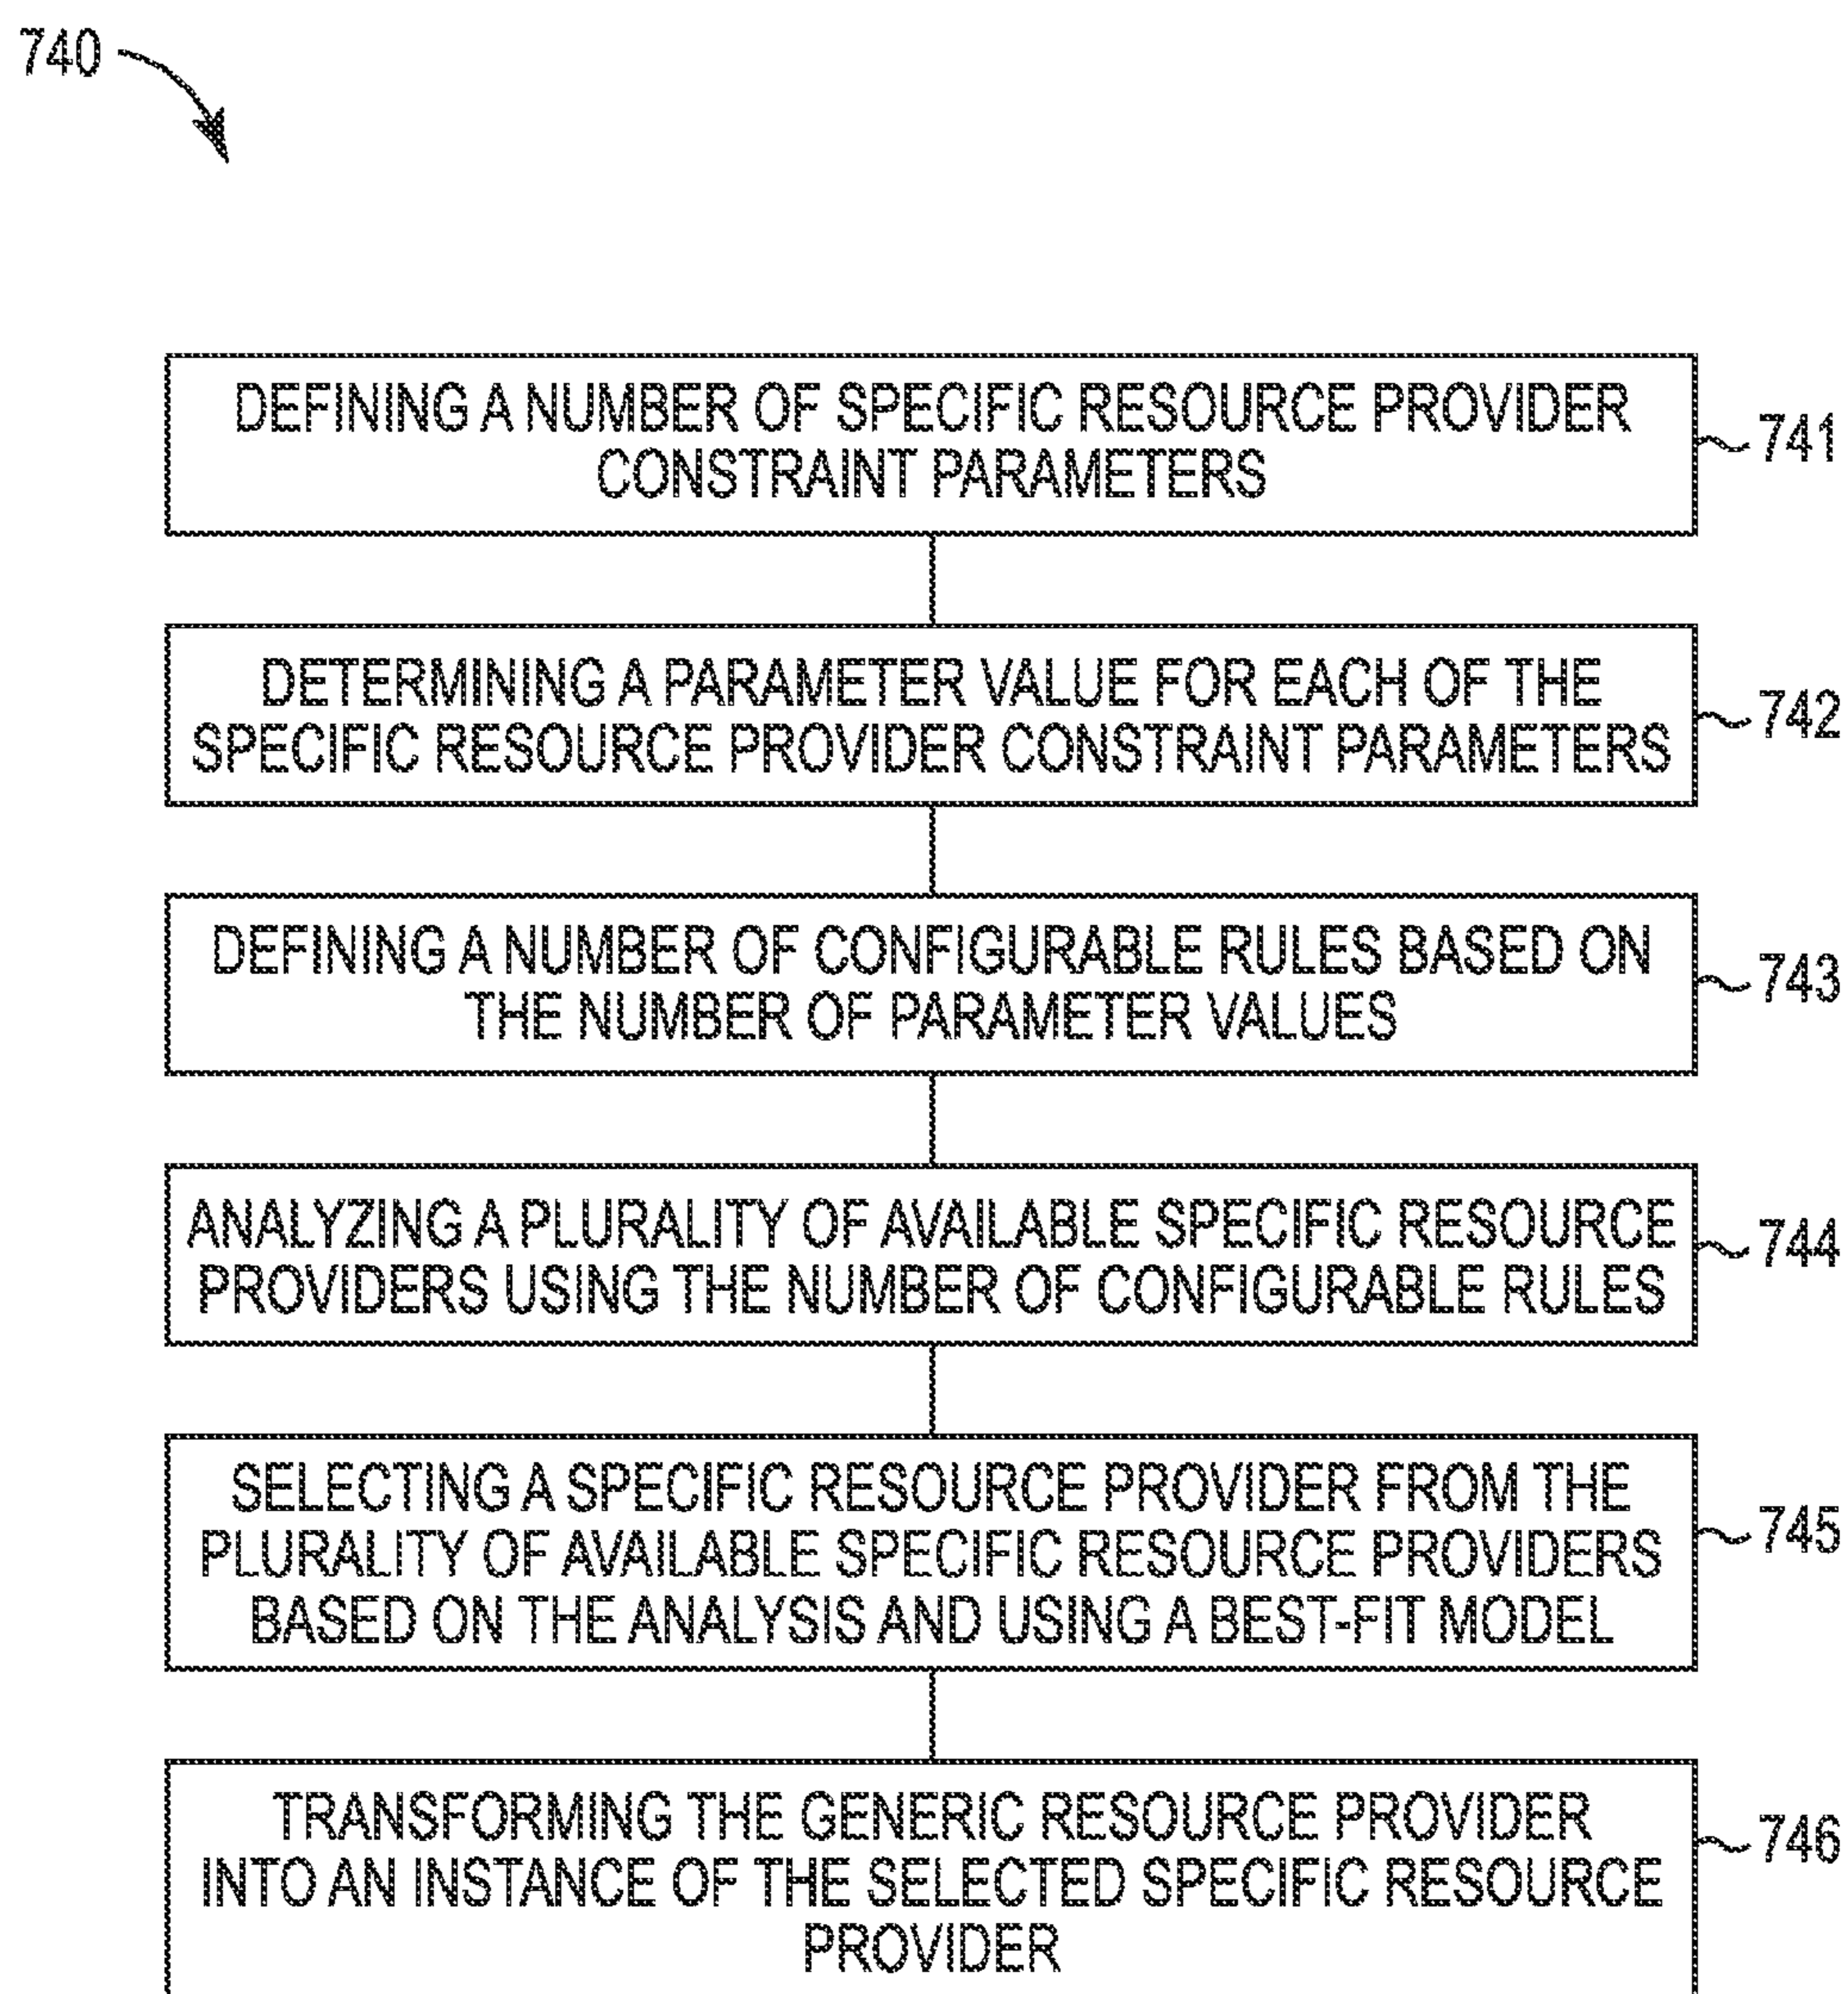 740
DEFINING A NUMBER OF SPECIFIC RESOURCE PROVIDER
CONSTRAINT PARAMETERS
741
DETERMINING A PARAMETER VALUE FOR EACH OF THE
SPECIFIC RESOURCE PROVIDER CONSTRAINT PARAMETERS
742
DEFINING A NUMBER OF CONFIGURABLE RULES BASED ON
THE NUMBER OF PARAMETER VALUES
743
ANALYZING A PLURALITY OF AVAILABLE SPECIFIC RESOURCE
PROVIDERS USING THE NUMBER OF CONFIGURABLE RULES
744
SELECTING A SPECIFIC RESOURCE PROVIDER FROM THE
PLURALITY OF AVAILABLE SPECIFIC RESOURCE PROVIDERS
BASED ON THE ANALYSIS AND USING A BEST-FIT MODEL
745
TRANSFORMING THE GENERIC RESOURCE PROVIDER
INTO AN INSTANCE OF THE SELECTED SPECIFIC RESOURCE
PROVIDER
746